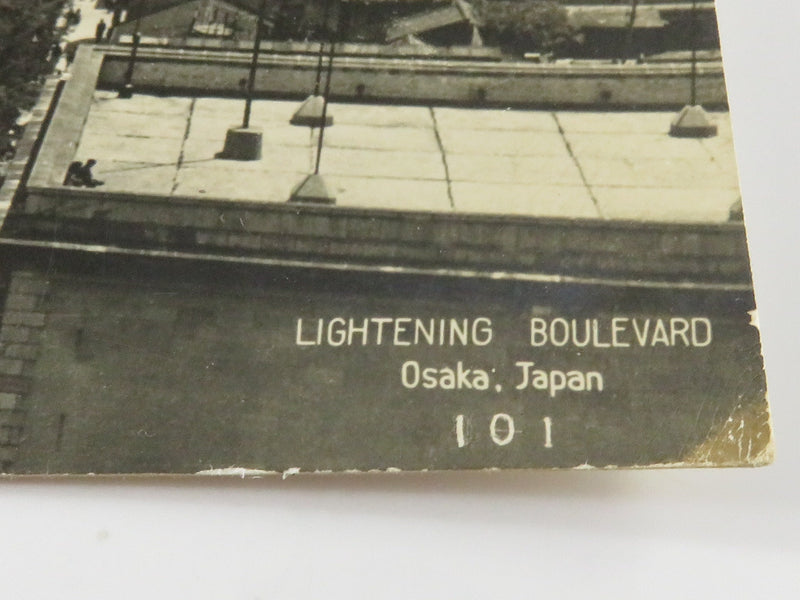 LIGHTENING BOULEVARD
Osaka, Japan
101